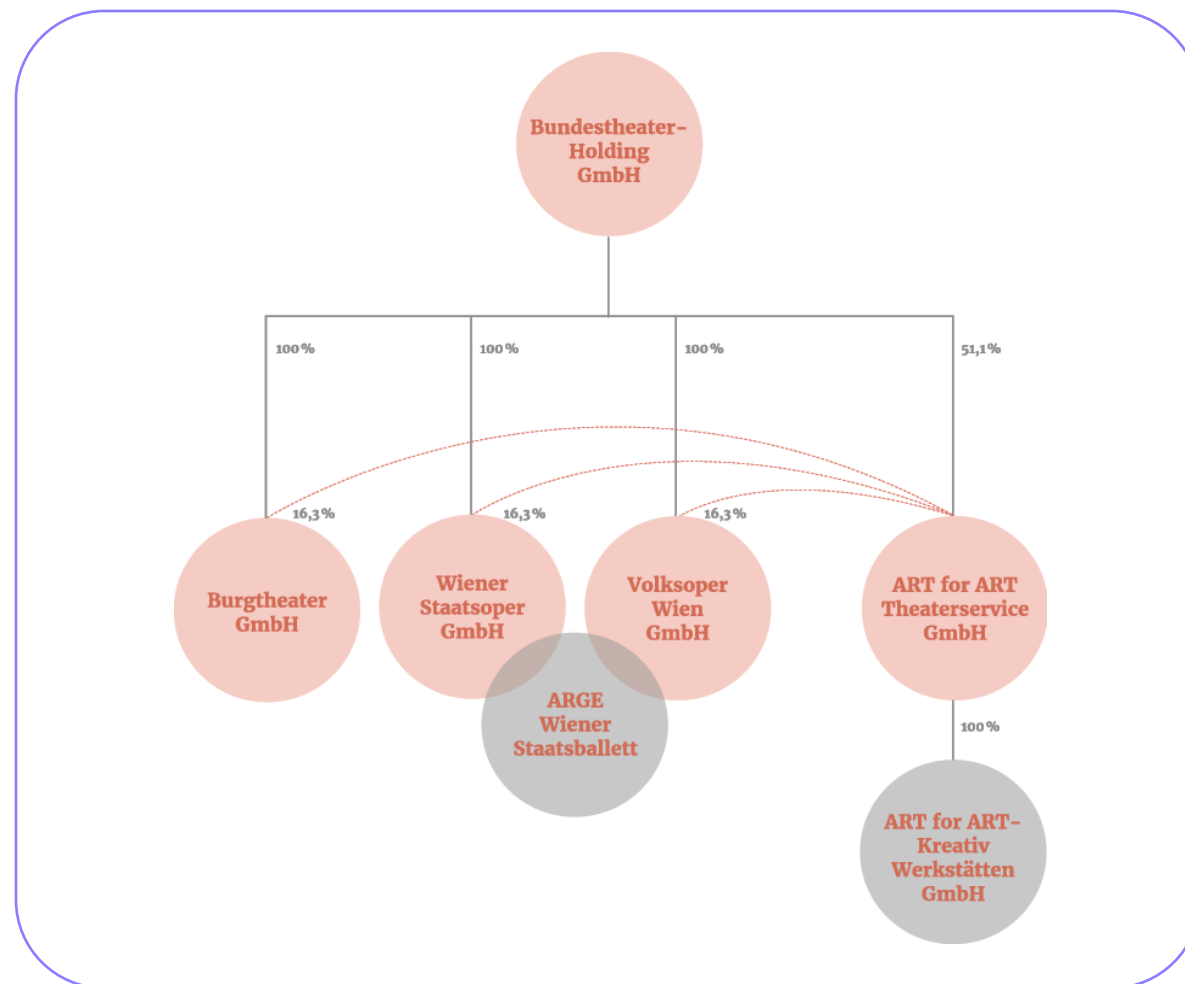 Bundestheater-
Holding
GmbH
100%
100%
100%
51,1%
16,3%
16,3%
16,3%
Burgtheater
GmbH
Wiener
Staatsoper
GmbH
Volksoper
Wien
GmbH
ART for ART
Theaterservice
GmbH
ARGE
Wiener
Staatsballett
100%
ART for ART-
Kreativ
Werkstätten
GmbH